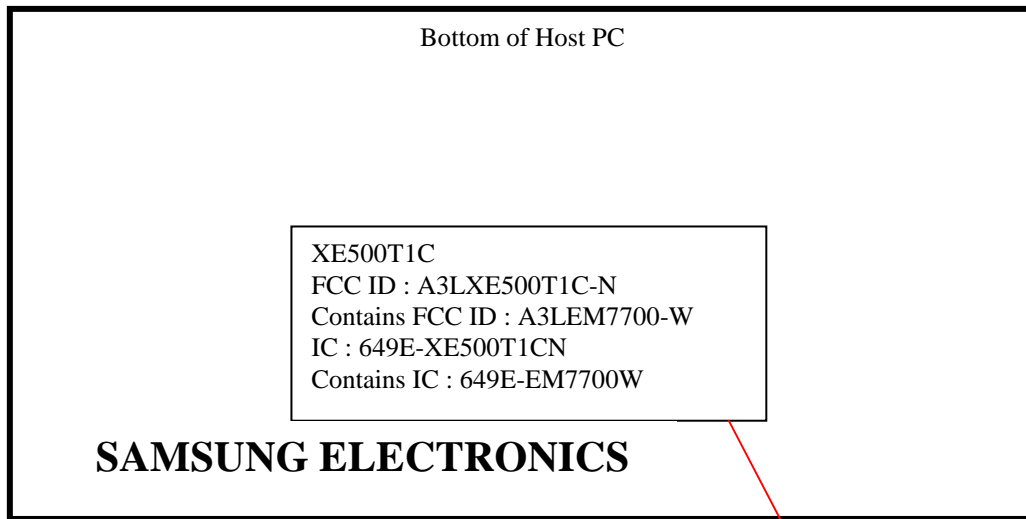 Bottom of Host PC
XE500T1C
FCC ID : A3LXE500T1C-N
Contains FCC ID : A3LEM7700-W
IC : 649E-XE500T1CN
Contains IC : 649E-EM7700W
SAMSUNG ELECTRONICS